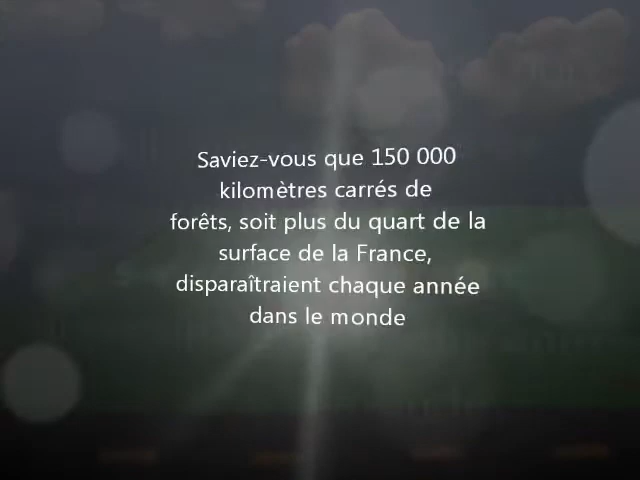 Saviez-vous que 150 000
kilomètres carrés de
forêts, soit plus du quart de la
surface de la France,
disparaîtraient chaque année
dans le monde